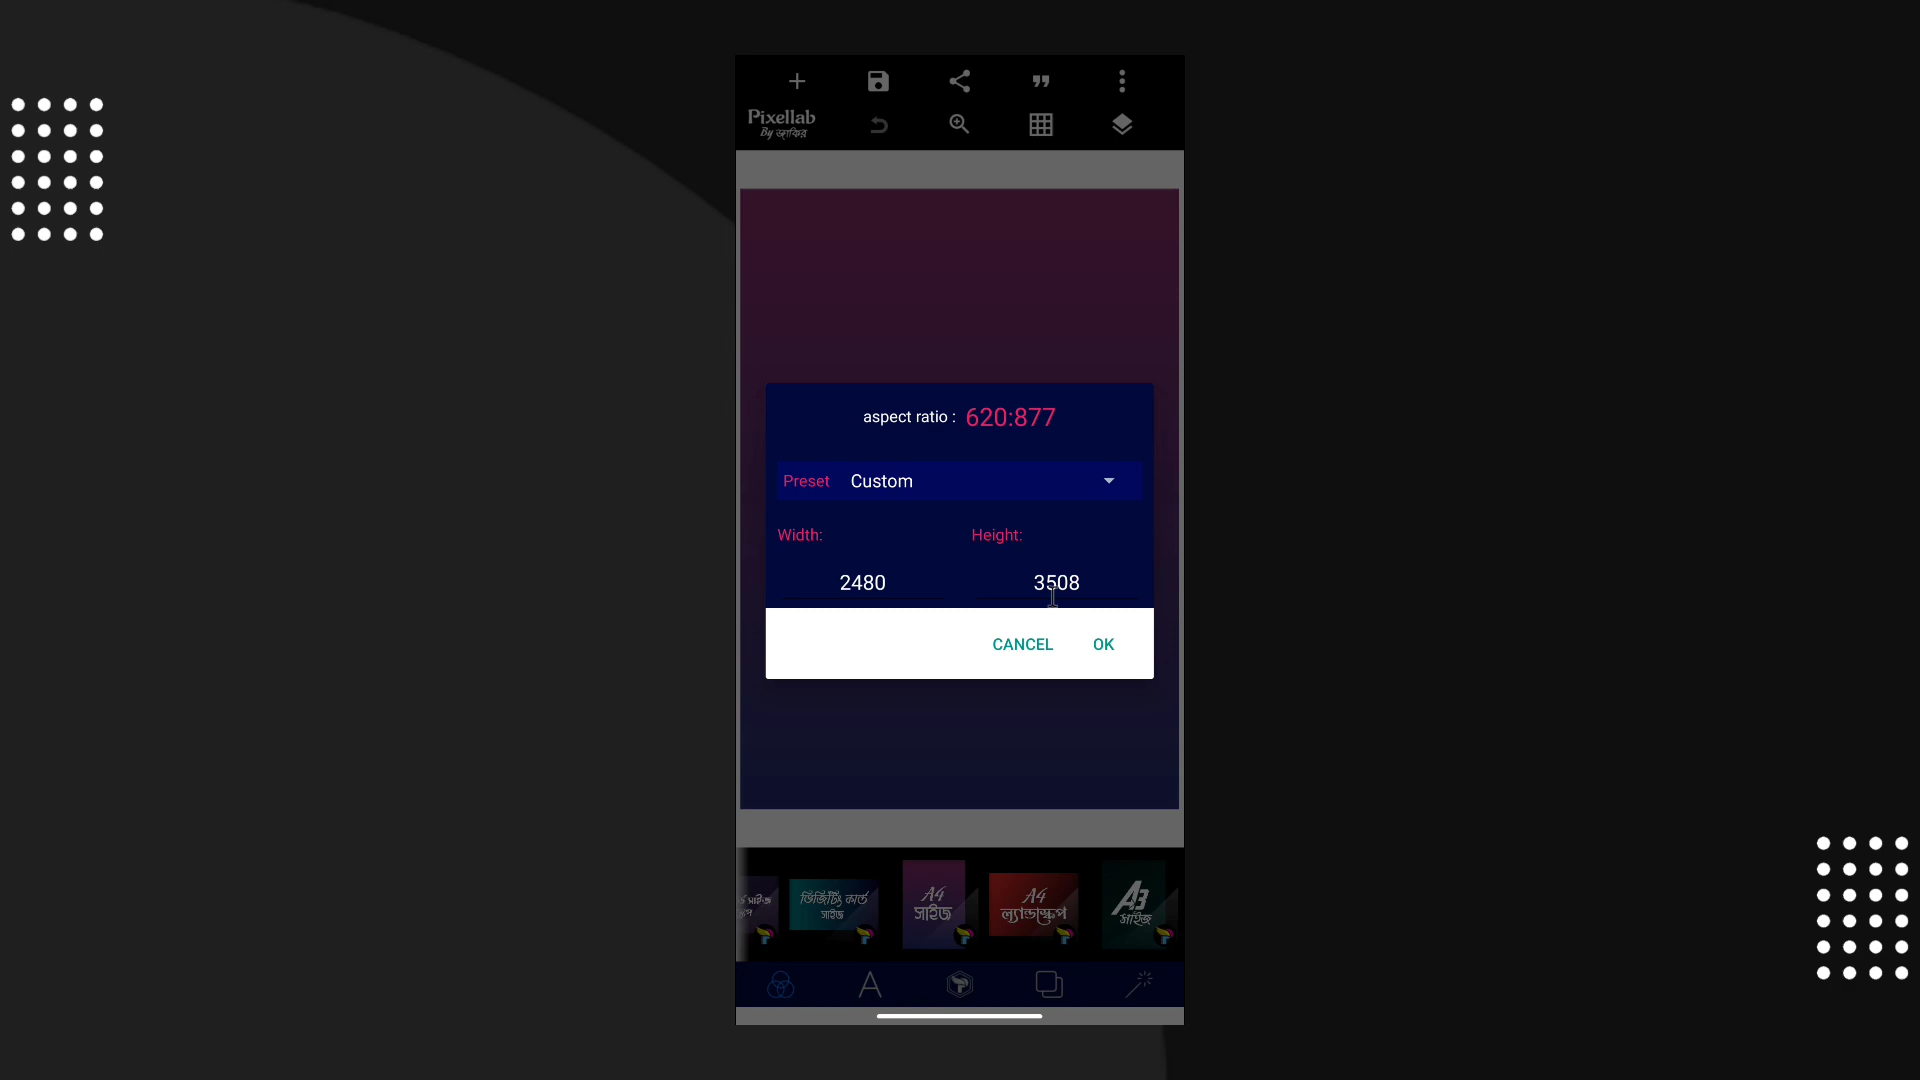 Pixellab
By জাকির
aspect ratio : 620:877
Preset Custom
Width: Height:
2480 3508
CANCEL OK
ভিজিটিং কার্ড
সাইজ
A4
সাইজ
A4
ল্যান্ডস্কেপ
A3
সাইজ